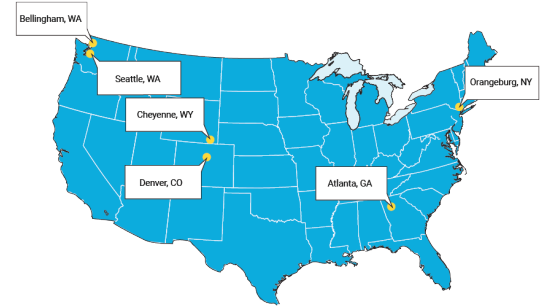 Bellingham, WA
Seattle, WA
Orangeburg, NY
Cheyenne, WY
Denver, CO
Atlanta, GA